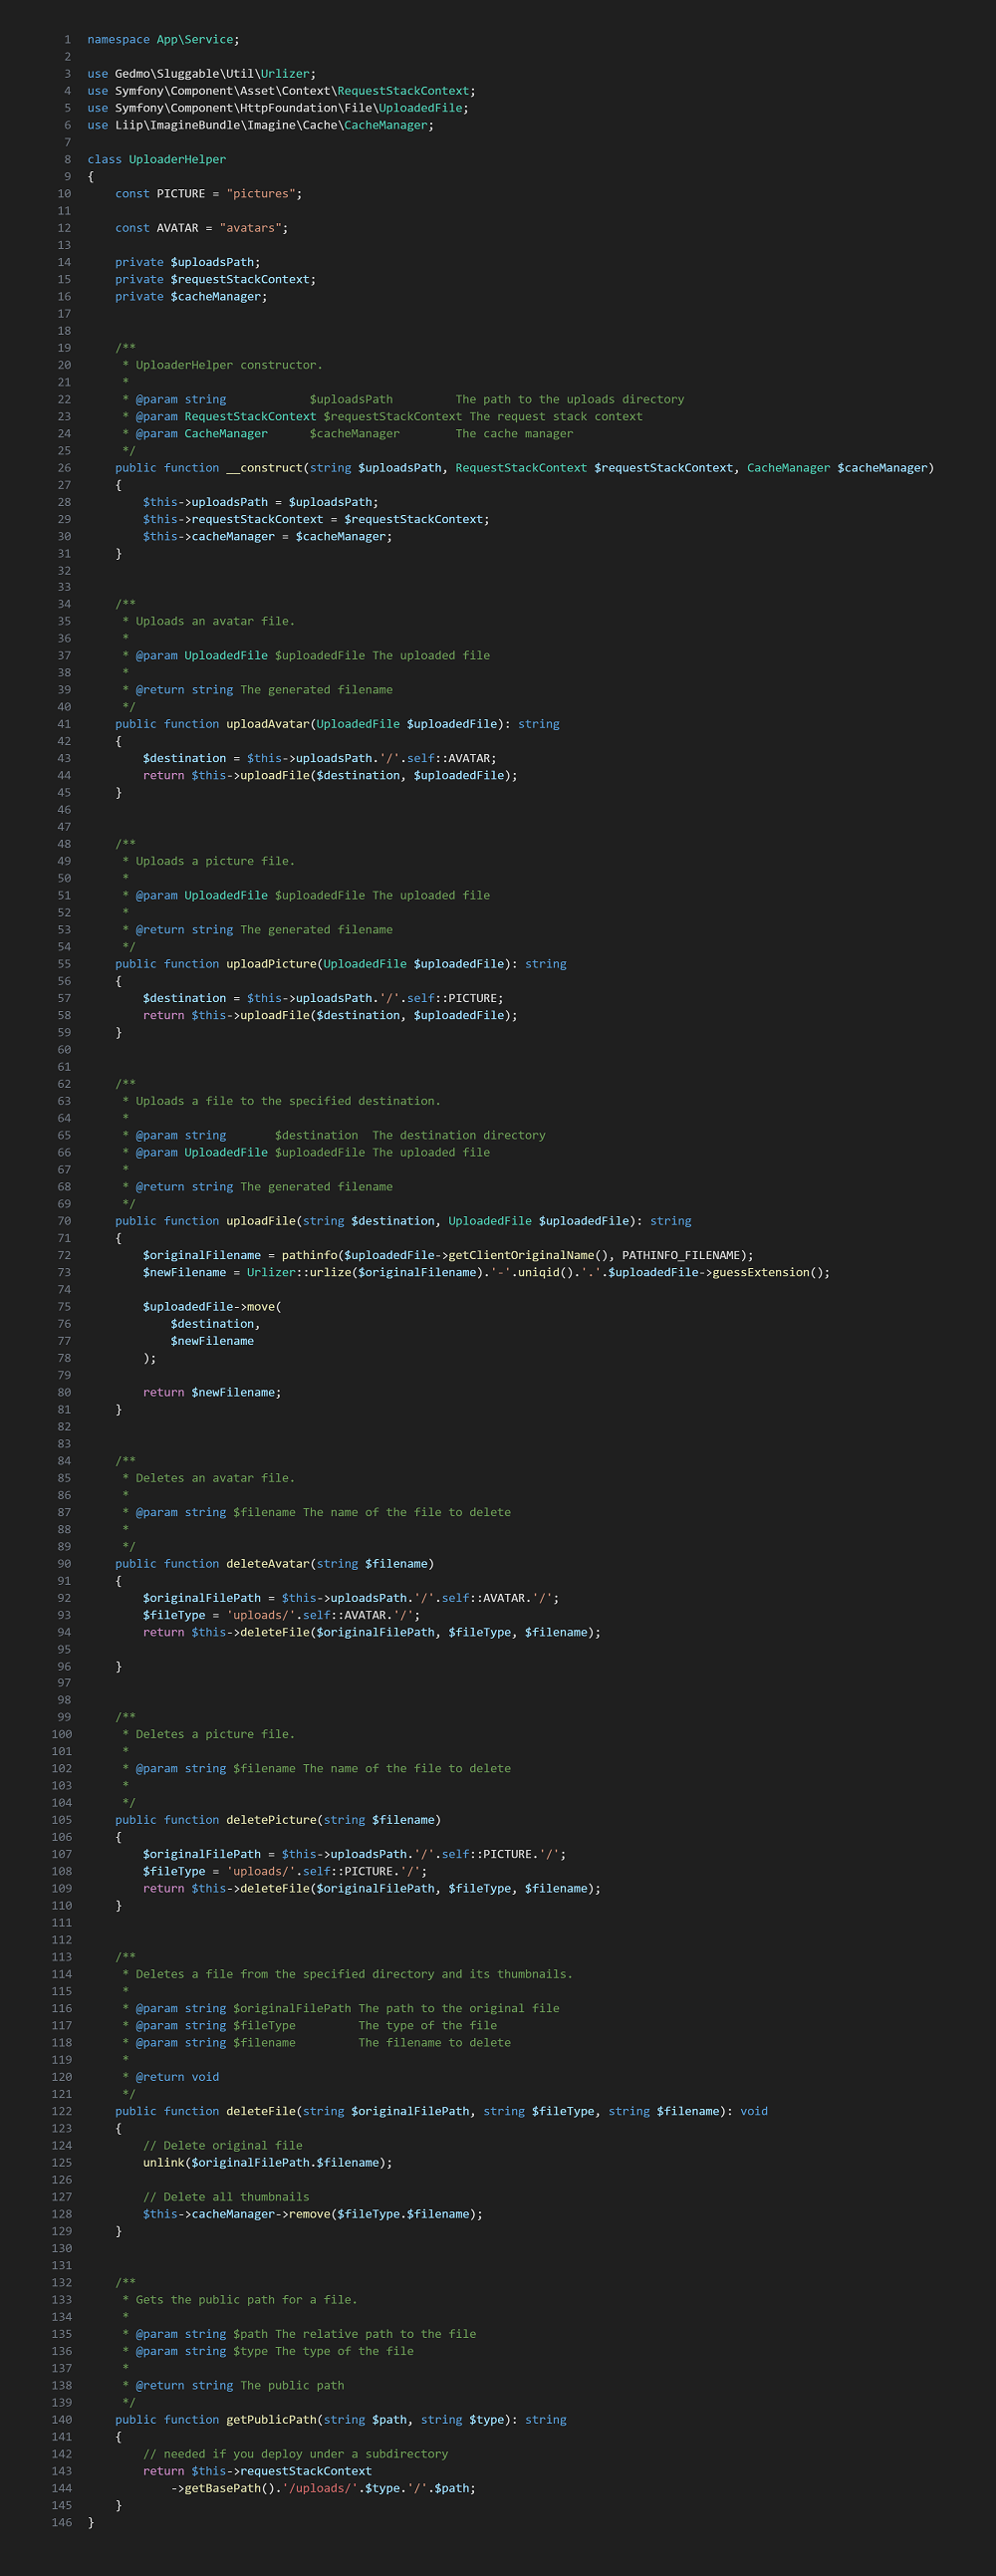 1 namespace App\Service;
2
3 use Gedmo\Sluggable\Util\Urlizer;
4 use Symfony\Component\Asset\Context\RequestStackContext;
5 use Symfony\Component\HttpFoundation\File\UploadedFile;
6 use Liip\ImagineBundle\Imagine\Cache\CacheManager;
7
8 class UploaderHelper
9 {
10     const PICTURE = "pictures";
11
12     const AVATAR = "avatars";
13
14     private $uploadsPath;
15     private $requestStackContext;
16     private $cacheManager;
17
18
19     /**
20      * UploaderHelper constructor.
21      *
22      * @param string            $uploadsPath         The path to the uploads directory
23      * @param RequestStackContext $requestStackContext The request stack context
24      * @param CacheManager      $cacheManager        The cache manager
25      */
26     public function __construct(string $uploadsPath, RequestStackContext $requestStackContext, CacheManager $cacheManager)
27     {
28         $this->uploadsPath = $uploadsPath;
29         $this->requestStackContext = $requestStackContext;
30         $this->cacheManager = $cacheManager;
31     }
32
33
34     /**
35      * Uploads an avatar file.
36      *
37      * @param UploadedFile $uploadedFile The uploaded file
38      *
39      * @return string The generated filename
40      */
41     public function uploadAvatar(UploadedFile $uploadedFile): string
42     {
43         $destination = $this->uploadsPath.'/'.self::AVATAR;
44         return $this->uploadFile($destination, $uploadedFile);
45     }
46
47
48     /**
49      * Uploads a picture file.
50      *
51      * @param UploadedFile $uploadedFile The uploaded file
52      *
53      * @return string The generated filename
54      */
55     public function uploadPicture(UploadedFile $uploadedFile): string
56     {
57         $destination = $this->uploadsPath.'/'.self::PICTURE;
58         return $this->uploadFile($destination, $uploadedFile);
59     }
60
61
62     /**
63      * Uploads a file to the specified destination.
64      *
65      * @param string       $destination  The destination directory
66      * @param UploadedFile $uploadedFile The uploaded file
67      *
68      * @return string The generated filename
69      */
70     public function uploadFile(string $destination, UploadedFile $uploadedFile): string
71     {
72         $originalFilename = pathinfo($uploadedFile->getClientOriginalName(), PATHINFO_FILENAME);
73         $newFilename = Urlizer::urlize($originalFilename).'-'.uniqid().'.'.$uploadedFile->guessExtension();
74
75         $uploadedFile->move(
76             $destination,
77             $newFilename
78         );
79
80         return $newFilename;
81     }
82
83
84     /**
85      * Deletes an avatar file.
86      *
87      * @param string $filename The name of the file to delete
88      *
89      */
90     public function deleteAvatar(string $filename)
91     {
92         $originalFilePath = $this->uploadsPath.'/'.self::AVATAR.'/';
93         $fileType = 'uploads/'.self::AVATAR.'/';
94         return $this->deleteFile($originalFilePath, $fileType, $filename);
95
96     }
97
98
99     /**
100      * Deletes a picture file.
101      *
102      * @param string $filename The name of the file to delete
103      *
104      */
105     public function deletePicture(string $filename)
106     {
107         $originalFilePath = $this->uploadsPath.'/'.self::PICTURE.'/';
108         $fileType = 'uploads/'.self::PICTURE.'/';
109         return $this->deleteFile($originalFilePath, $fileType, $filename);
110     }
111
112
113     /**
114      * Deletes a file from the specified directory and its thumbnails.
115      *
116      * @param string $originalFilePath The path to the original file
117      * @param string $fileType         The type of the file
118      * @param string $filename         The filename to delete
119      *
120      * @return void
121      */
122     public function deleteFile(string $originalFilePath, string $fileType, string $filename): void
123     {
124         // Delete original file
125         unlink($originalFilePath.$filename);
126
127         // Delete all thumbnails
128         $this->cacheManager->remove($fileType.$filename);
129     }
130
131
132     /**
133      * Gets the public path for a file.
134      *
135      * @param string $path The relative path to the file
136      * @param string $type The type of the file
137      *
138      * @return string The public path
139      */
140     public function getPublicPath(string $path, string $type): string
141     {
142         // needed if you deploy under a subdirectory
143         return $this->requestStackContext
144             ->getBasePath().'/uploads/'.$type.'/'.$path;
145     }
146 }